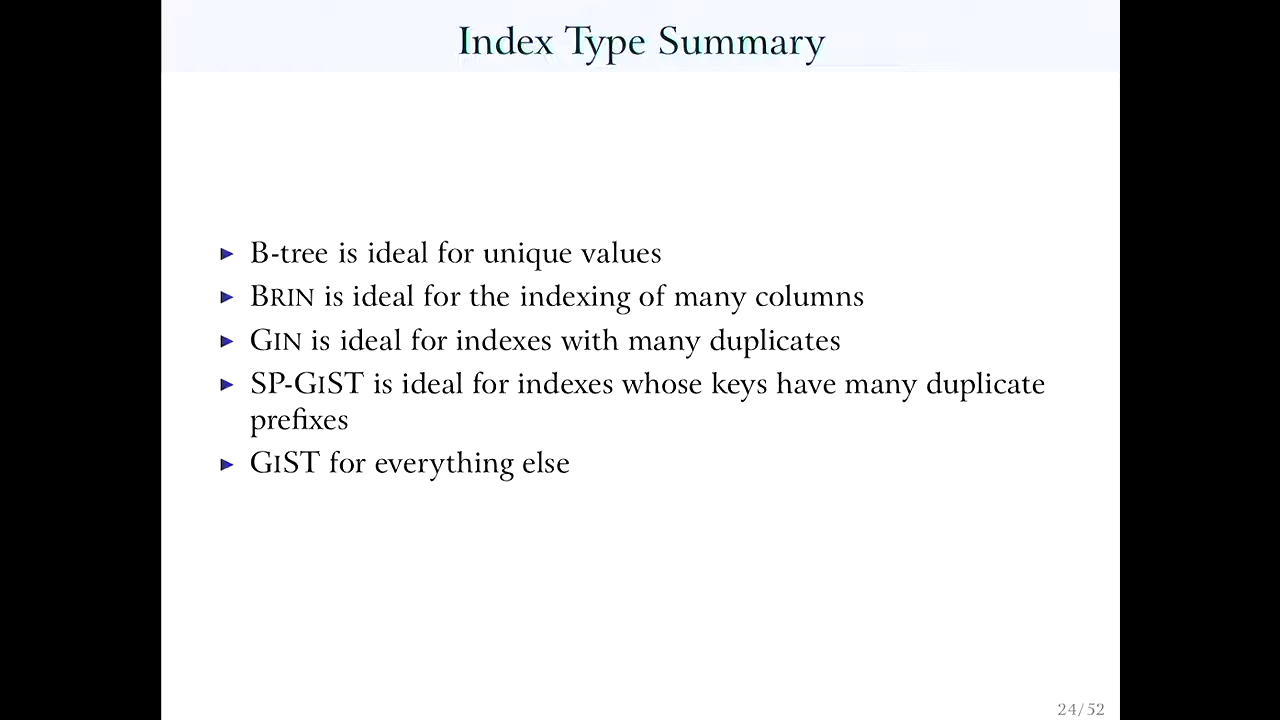 Index Type Summary
► B-tree is ideal for unique values
► BRIN is ideal for the indexing of many columns
► GIN is ideal for indexes with many duplicates
► SP-GIST is ideal for indexes whose keys have many duplicate
prefixes
► GIST for everything else
24/52